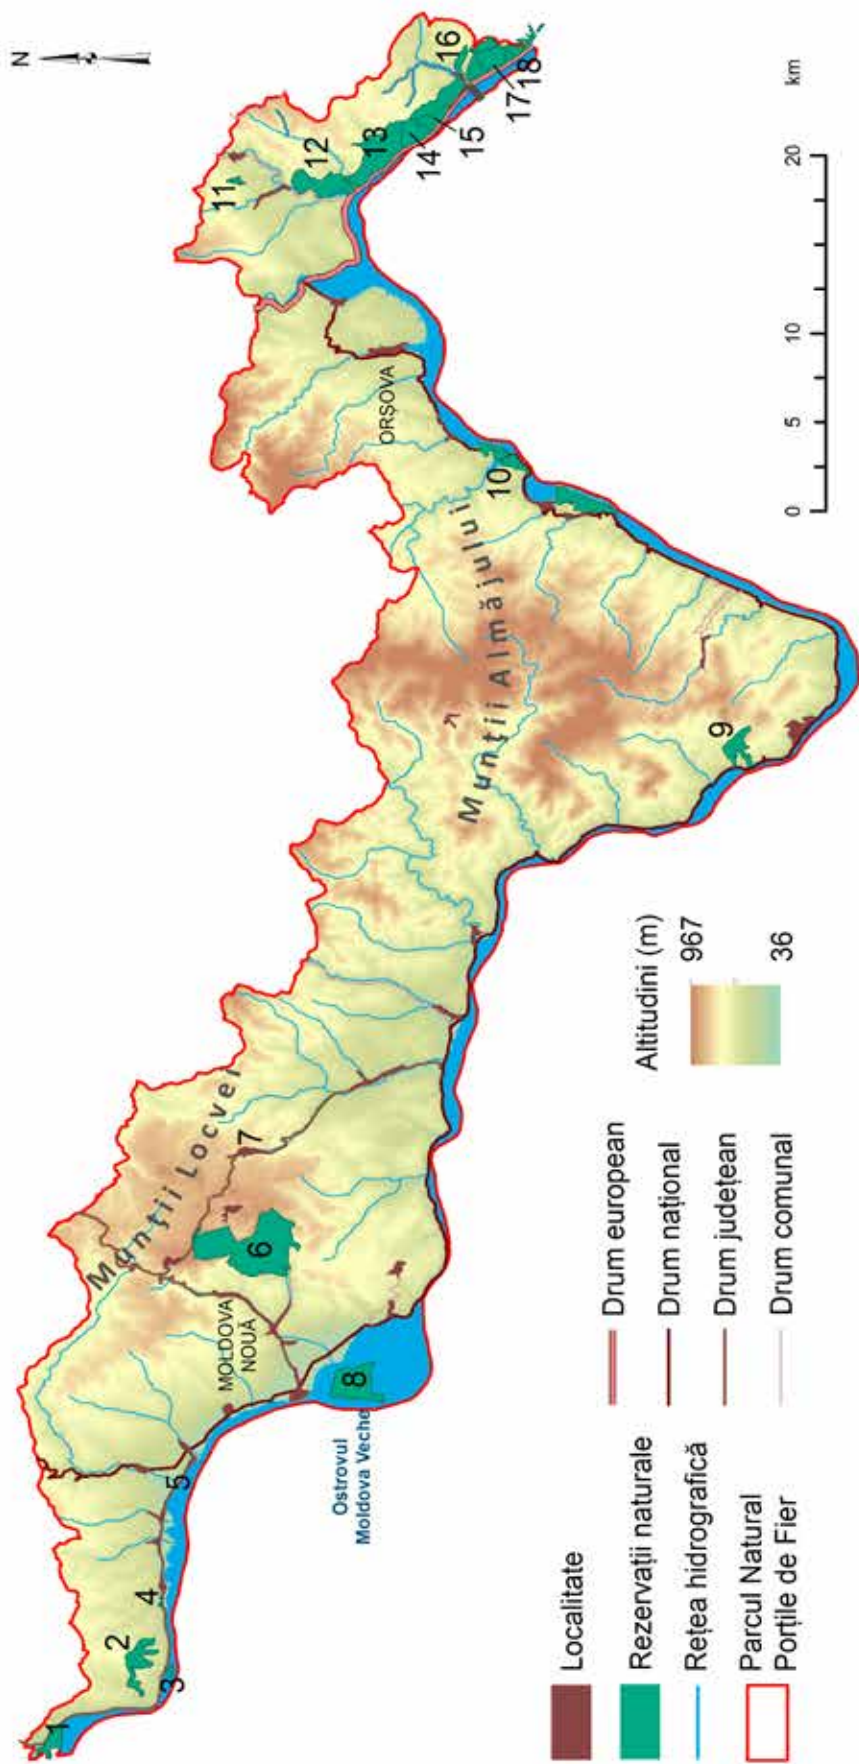 N
1
2
3
4
5
6
7
8
9
10
11
12
13
14
15
16
17
18
Munții Locvei
MOLDOVA
NOUĂ
Ostrovul
Moldova Veche
Munții Almăjului
ORȘOVA
Localitate
Rezervații naturale
Rețea hidrografică
Parcul Natural
Porțile de Fier
Drum european
Drum național
Drum județean
Drum comunal
Altitudini (m)
967
36
0 5 10 20 km